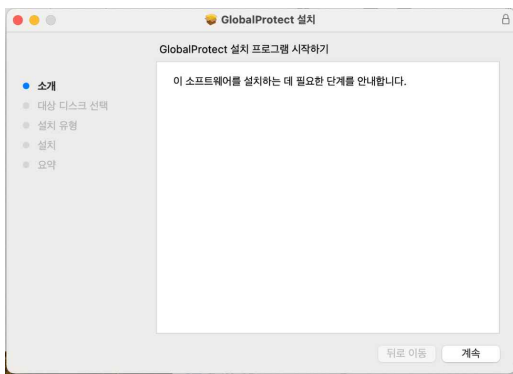 GlobalProtect 설치
GlobalProtect 설치 프로그램 시작하기
소개
대상 디스크 선택
설치 유형
설치
요약
이 소프트웨어를 설치하는 데 필요한 단계를 안내합니다.
뒤로 이동
계속